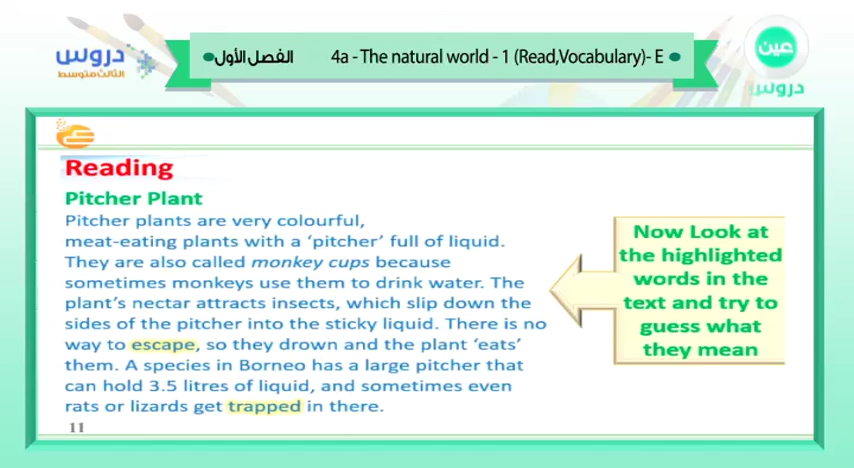 عين
دروس
4a - The natural world - 1 (Read,Vocabulary)- E
الفصل الأول
دروس
الثالث متوسط
Reading
Pitcher Plant
Pitcher plants are very colourful,
meat-eating plants with a ‘pitcher’ full of liquid.
They are also called monkey cups because
sometimes monkeys use them to drink water. The
plant’s nectar attracts insects, which slip down the
sides of the pitcher into the sticky liquid. There is no
way to escape, so they drown and the plant ‘eats’
them. A species in Borneo has a large pitcher that
can hold 3.5 litres of liquid, and sometimes even
rats or lizards get trapped in there.
Now Look at
the highlighted
words in the
text and try to
guess what
they mean
11